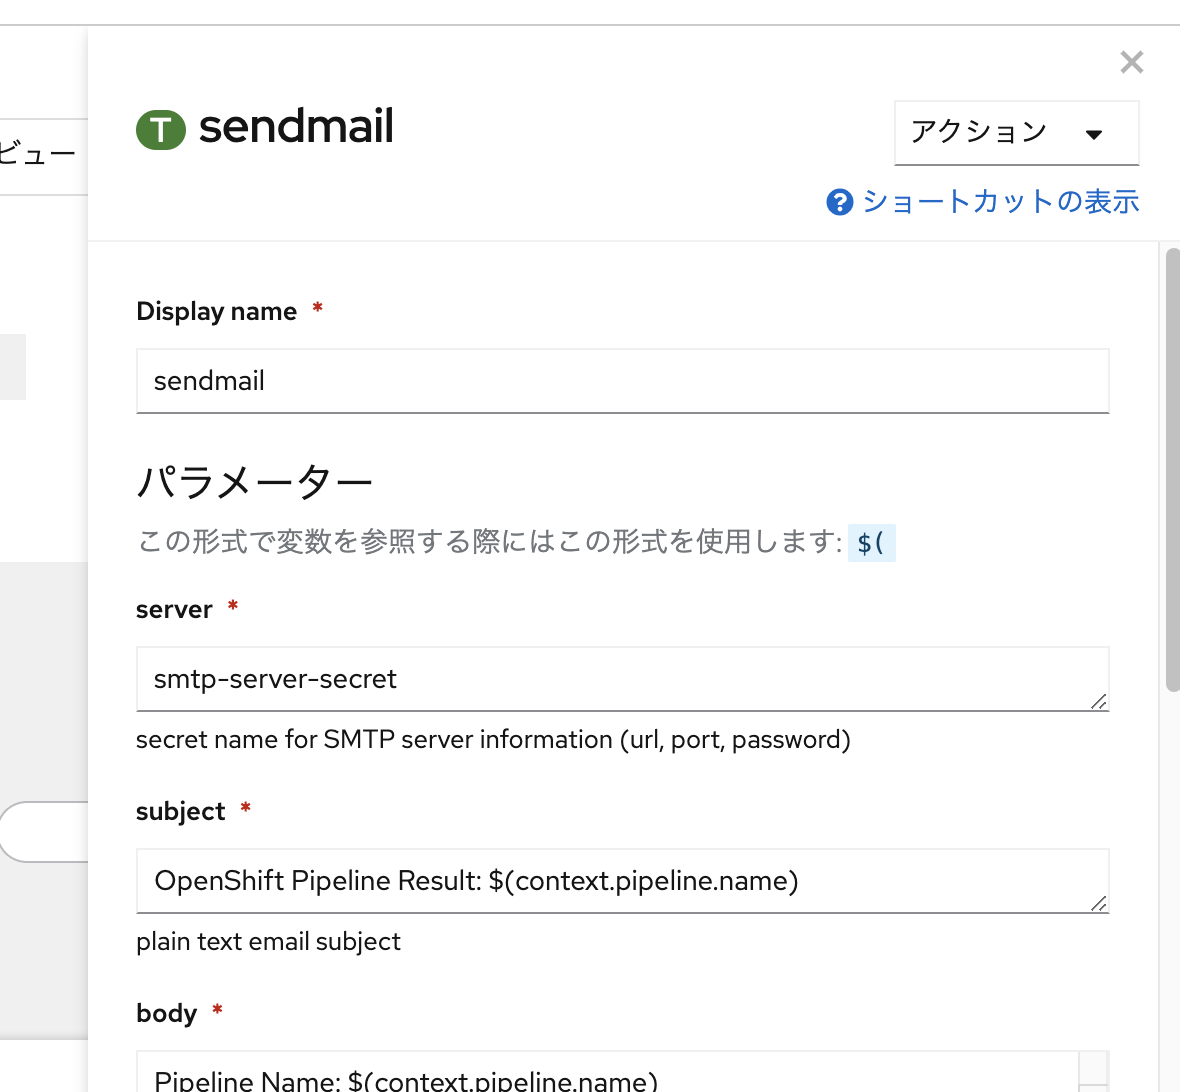 ビュー
T sendmail
アクション
ショートカットの表示
Display name *
sendmail
パラメーター
この形式で変数を参照する際にはこの形式を使用します: $(
server *
smtp-server-secret
secret name for SMTP server information (url, port, password)
subject *
OpenShift Pipeline Result: $(context.pipeline.name)
plain text email subject
body *
Pipeline Name: $(context.pipeline.name)